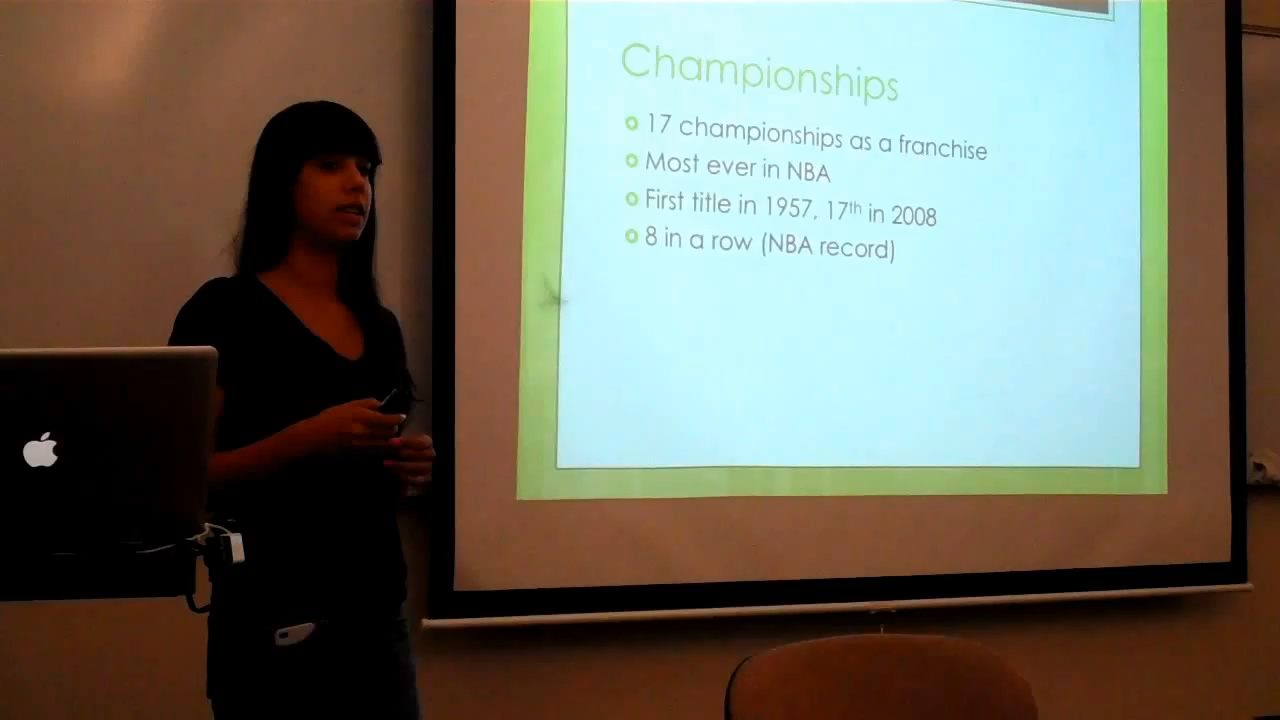 Championships
17 championships as a franchise
Most ever in NBA
First title in 1957, 17th in 2008
8 in a row (NBA record)